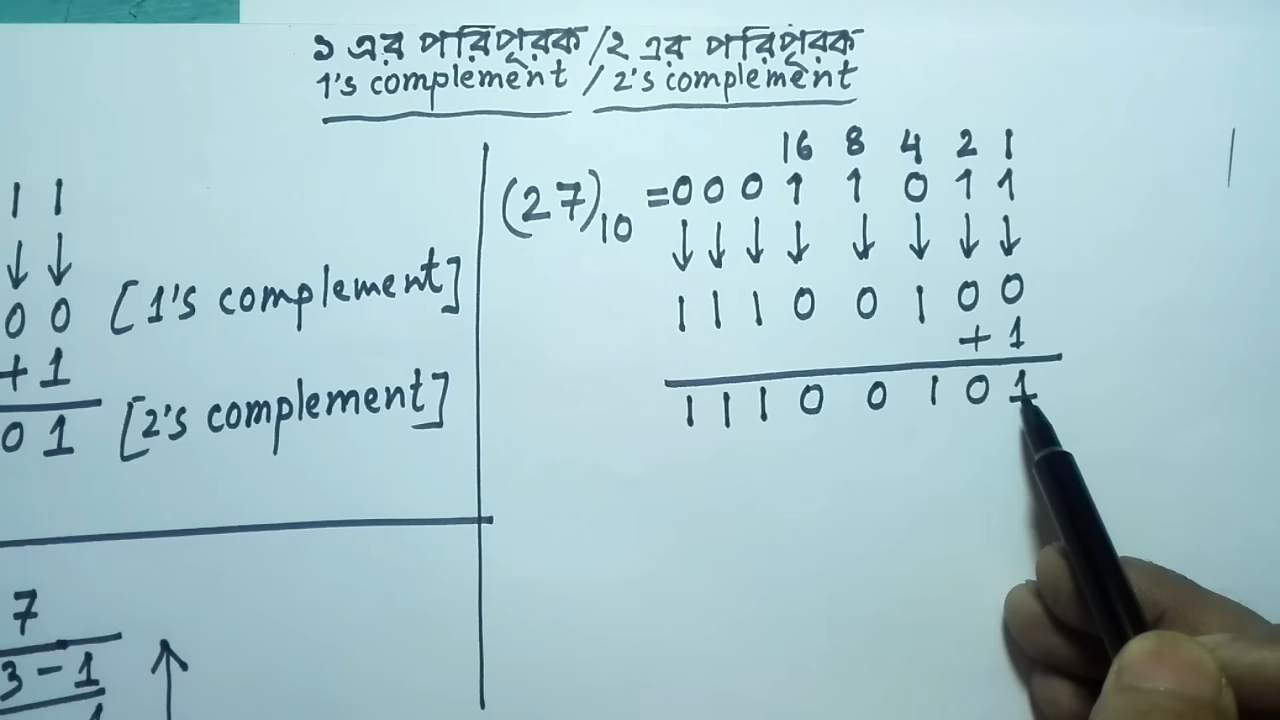 ১ এর পরিপূরক /২ এর পরিপূরক
1's complement / 2's complement
1 1
↓ ↓
0 0 [1's complement]
+ 1
0 1 [2's complement]
7
3 - 1
16 8 4 2 1
(27)10 = 0 0 0 1 1 0 1 1
↓ ↓ ↓ ↓ ↓ ↓ ↓ ↓
1 1 1 0 0 1 0 0
+ 1
1 1 1 0 0 1 0 1